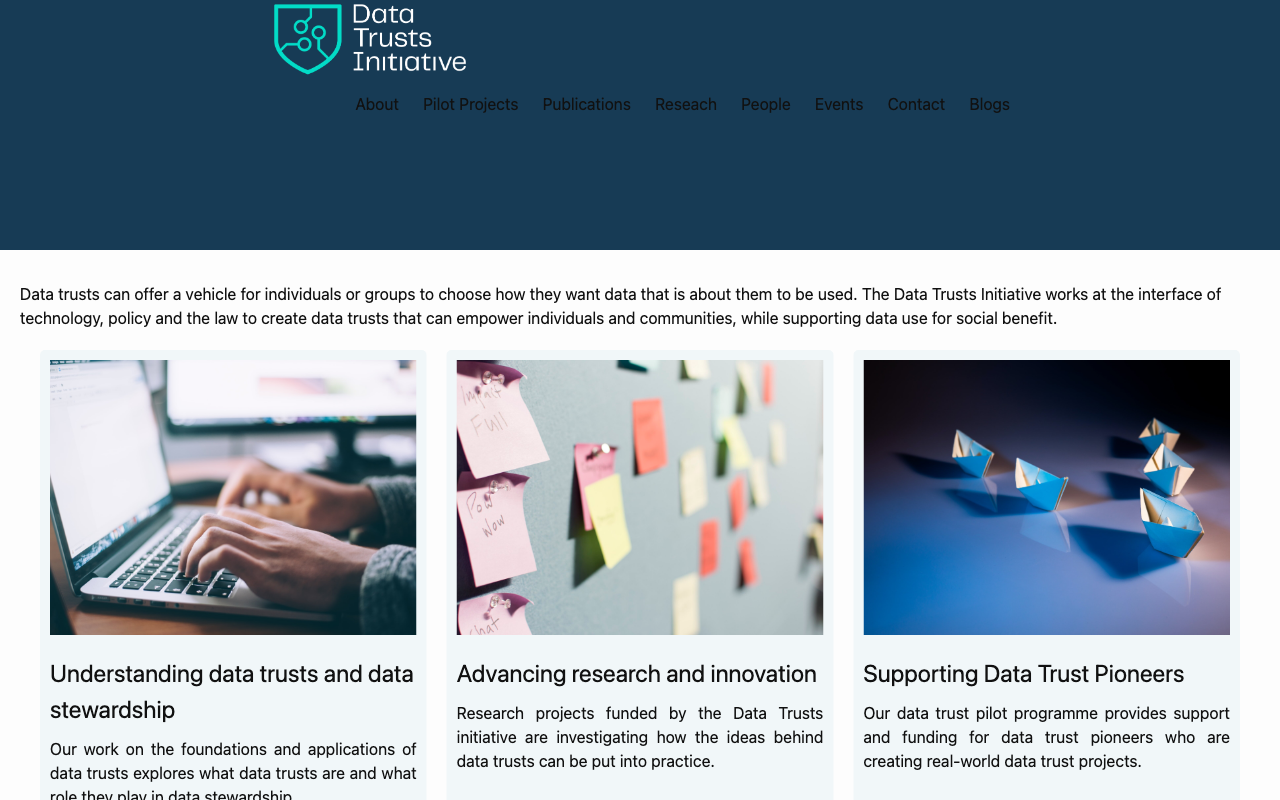 Data
Trusts
Initiative
About Pilot Projects Publications Reseach People Events Contact Blogs
Data trusts can offer a vehicle for individuals or groups to choose how they want data that is about them to be used. The Data Trusts Initiative works at the interface of
technology, policy and the law to create data trusts that can empower individuals and communities, while supporting data use for social benefit.
Impact
Full
Pow
Now
Chat
Understanding data trusts and data
stewardship
Our work on the foundations and applications of
data trusts explores what data trusts are and what
role they play in data stewardship.
Advancing research and innovation
Research projects funded by the Data Trusts
initiative are investigating how the ideas behind
data trusts can be put into practice.
Supporting Data Trust Pioneers
Our data trust pilot programme provides support
and funding for data trust pioneers who are
creating real-world data trust projects.